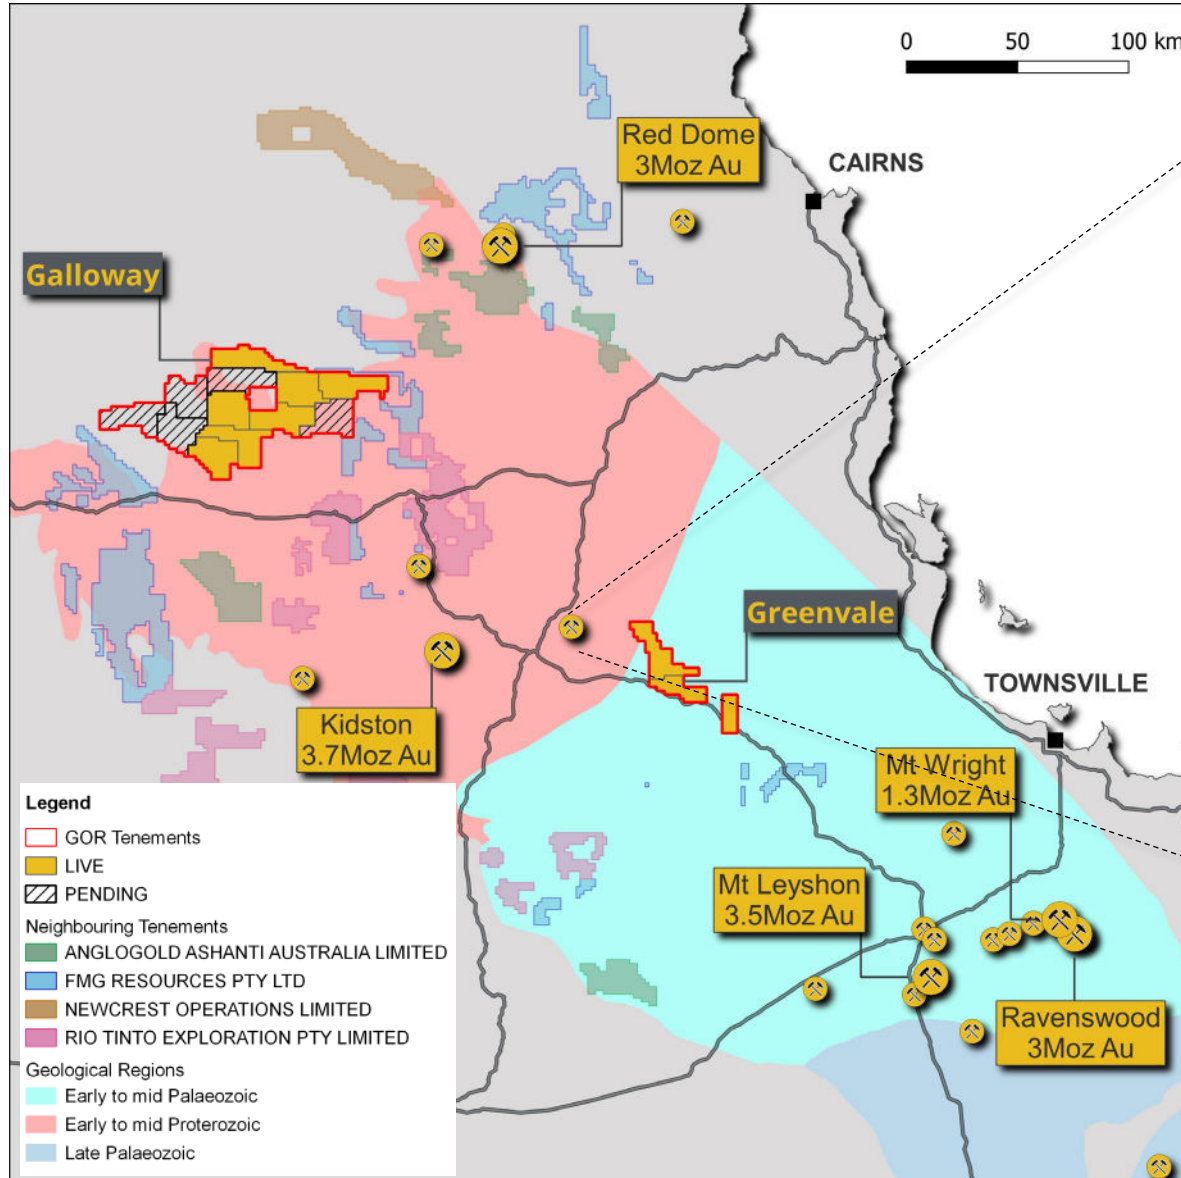 0 50 100 km
Red Dome
3Moz Au
CAIRNS
Galloway
Greenvale
TOWNSVILLE
Kidston
3.7Moz Au
Mt Wright
1.3Moz Au
Mt Leyshon
3.5Moz Au
Ravenswood
3Moz Au
Legend
GOR Tenements
LIVE
PENDING
Neighbouring Tenements
ANGLOGOLD ASHANTI AUSTRALIA LIMITED
FMG RESOURCES PTY LTD
NEWCREST OPERATIONS LIMITED
RIO TINTO EXPLORATION PTY LIMITED
Geological Regions
Early to mid Palaeozoic
Early to mid Proterozoic
Late Palaeozoic